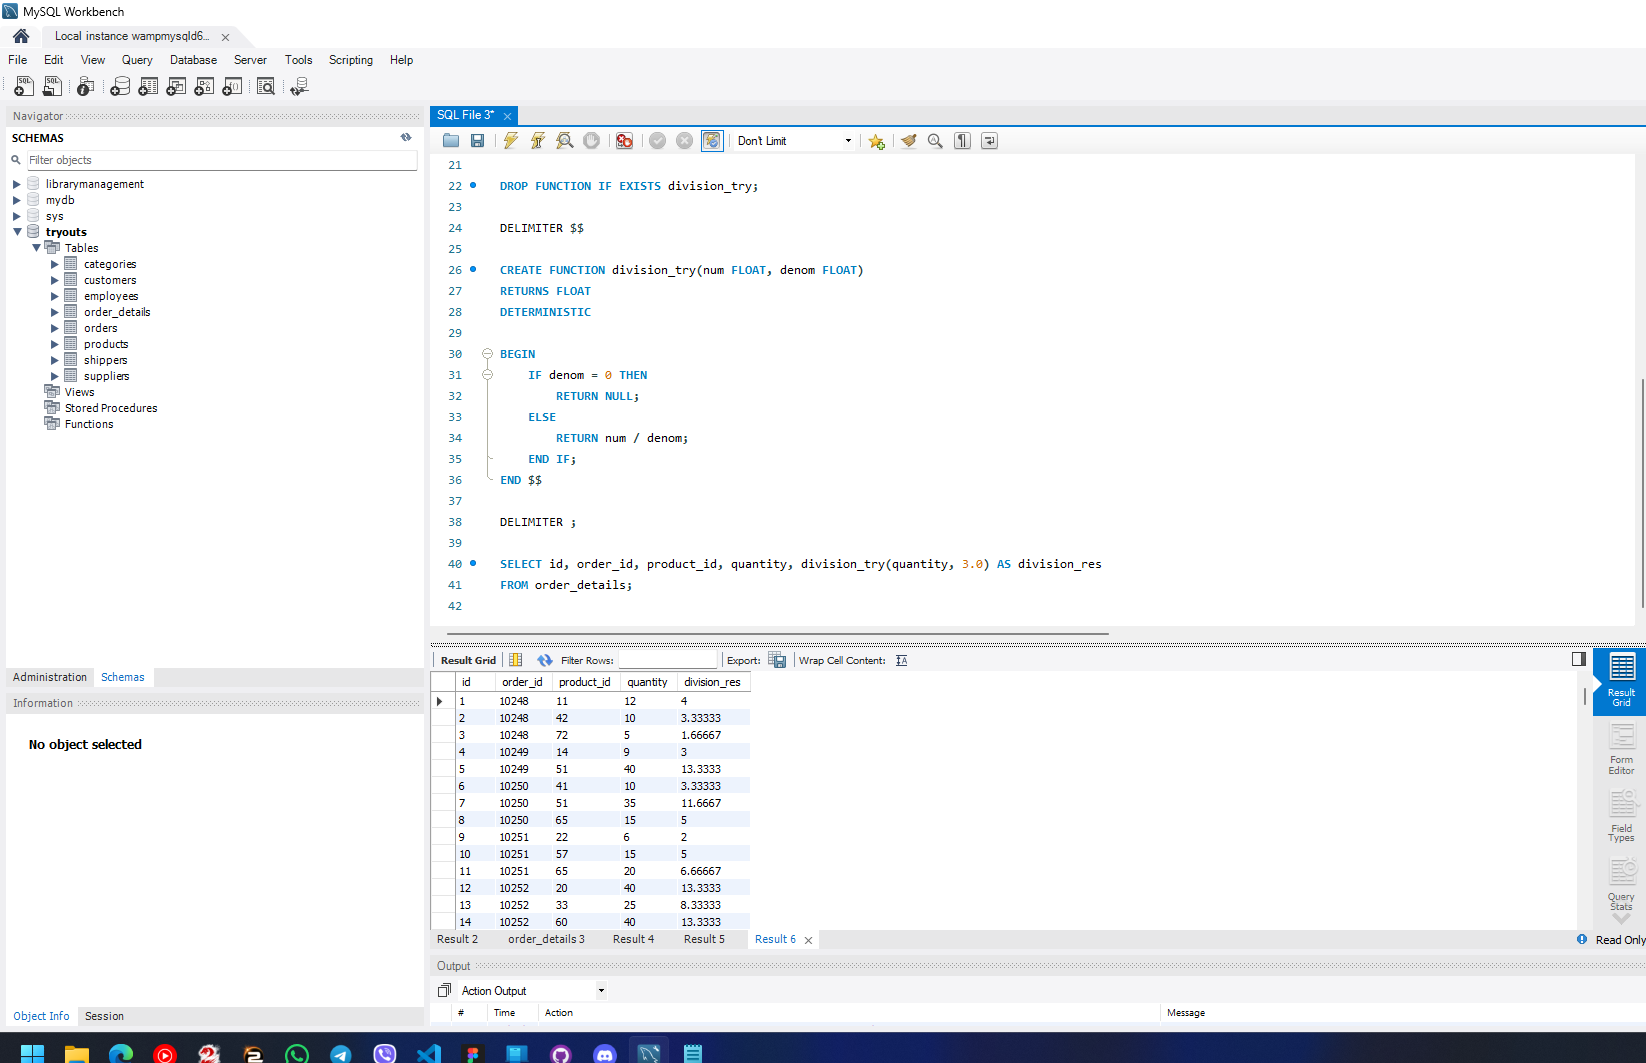 MySQL Workbench
Local instance wampmysqld6...
File Edit View Query Database Server Tools Scripting Help
Navigator
SCHEMAS
Filter objects
librarymanagement
mydb
sys
tryouts
Tables
categories
customers
employees
order_details
orders
products
shippers
suppliers
Views
Stored Procedures
Functions
Administration Schemas
Information
No object selected
Object Info Session
SQL File 3*
Don't Limit
21
22 DROP FUNCTION IF EXISTS division_try;
23
24 DELIMITER $$
25
26 CREATE FUNCTION division_try(num FLOAT, denom FLOAT)
27 RETURNS FLOAT
28 DETERMINISTIC
29
30 BEGIN
31 IF denom = 0 THEN
32 RETURN NULL;
33 ELSE
34 RETURN num / denom;
35 END IF;
36 END $$
37
38 DELIMITER ;
39
40 SELECT id, order_id, product_id, quantity, division_try(quantity, 3.0) AS division_res
41 FROM order_details;
42
Result Grid Filter Rows: Export: Wrap Cell Content:
id order_id product_id quantity division_res
1 10248 11 12 4
2 10248 42 10 3.33333
3 10248 72 5 1.66667
4 10249 14 9 3
5 10249 51 40 13.3333
6 10250 41 10 3.33333
7 10250 51 35 11.6667
8 10250 65 15 5
9 10251 22 6 2
10 10251 57 15 5
11 10251 65 20 6.66667
12 10252 20 40 13.3333
13 10252 33 25 8.33333
14 10252 60 40 13.3333
Result Grid
Form Editor
Field Types
Query Stats
Result 2 order_details 3 Result 4 Result 5 Result 6
Read Only
Output
Action Output
# Time Action Message